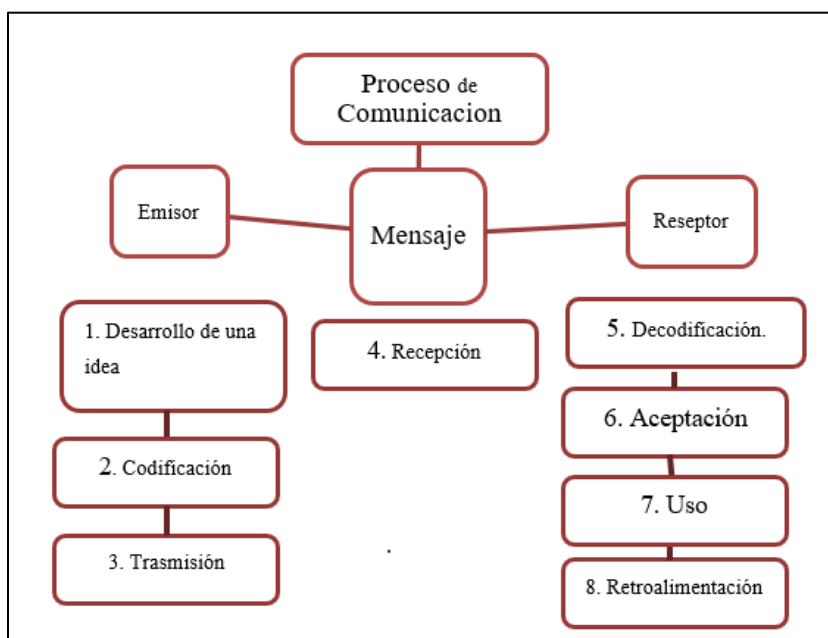 Proceso de
Comunicacion
Emisor
Mensaje
Reseptor
1. Desarrollo de una
idea
2. Codificación
3. Trasmisión
4. Recepción
5. Decodificación.
6. Aceptación
7. Uso
8. Retroalimentación
.